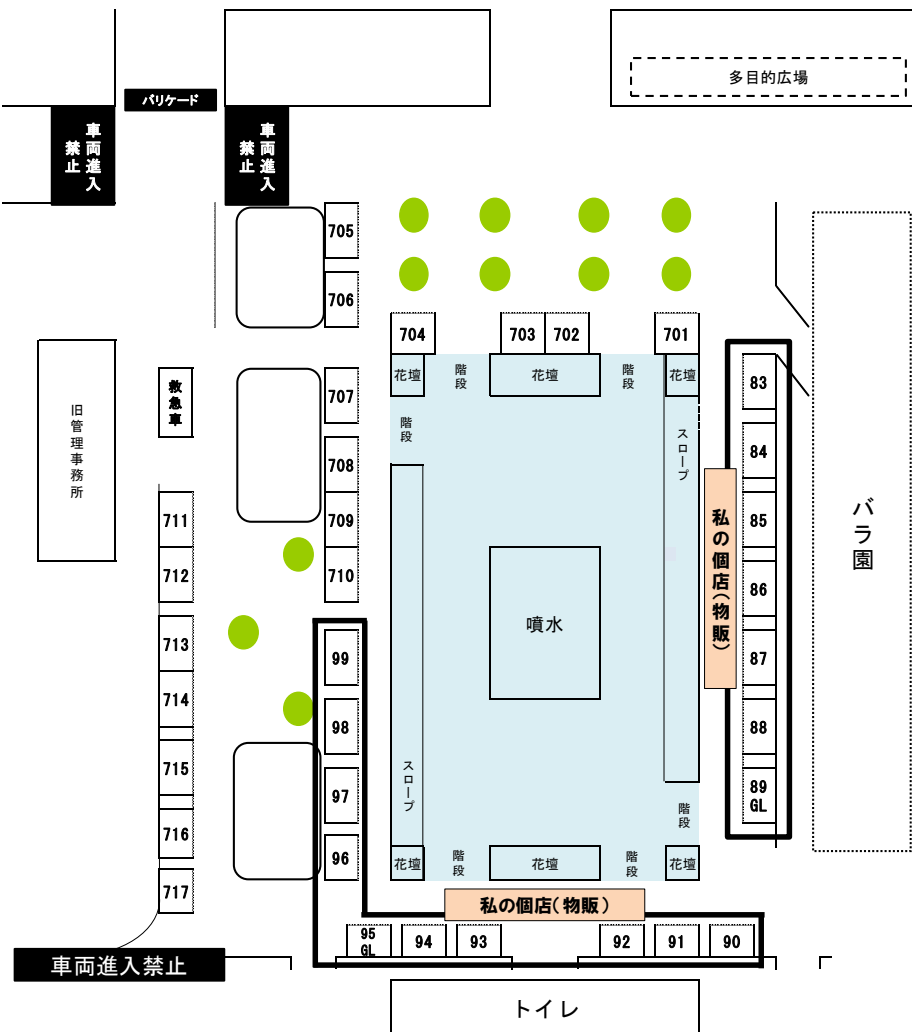 多目的広場
バリケード
車両進入
禁止
車両進入
禁止
705
706
704
703
702
701
花壇
階段
花壇
階段
花壇
83
救急車
707
階段
スロープ
旧管理事務所
84
708
私の個店(物販)
711
709
85
バラ園
712
710
86
噴水
713
99
87
714
98
88
715
97
スロープ
89
GL
716
96
階段
花壇
階段
花壇
階段
花壇
717
私の個店(物販)
95
GL
94
93
92
91
90
車両進入禁止
トイレ